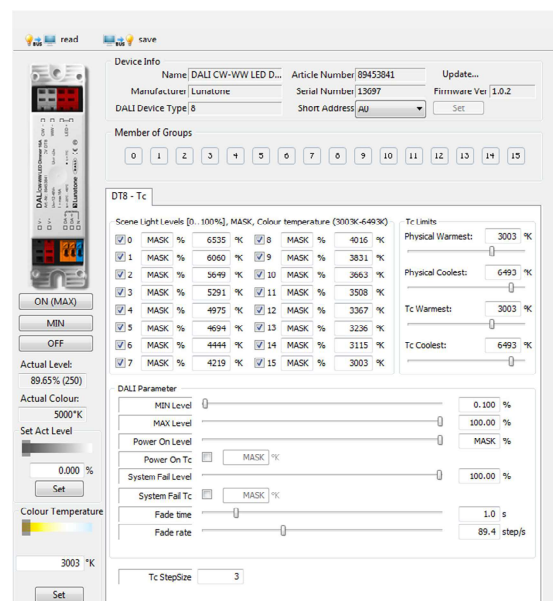 read save
Device Info
Name DALI CW-WW LED D... Article Number 89453841 Update...
Manufacturer Lunatone Serial Number 13697 Firmware Ver 1.0.2
DALI Device Type 8 Short Address A0 Set
Member of Groups
0 1 2 3 4 5 6 7 8 9 10 11 12 13 14 15
DT8 - Tc
Scene Light Levels [0..100%], MASK, Colour temperature (3003K-6493K) Tc Limits
0 MASK % 6535 °K 8 MASK % 4016 °K Physical Warmest: 3003 °K
1 MASK % 6060 °K 9 MASK % 3831 °K
2 MASK % 5649 °K 10 MASK % 3663 °K Physical Coolest: 6493 °K
3 MASK % 5291 °K 11 MASK % 3508 °K
4 MASK % 4975 °K 12 MASK % 3367 °K Tc Warmest: 3003 °K
5 MASK % 4694 °K 13 MASK % 3236 °K
6 MASK % 4444 °K 14 MASK % 3115 °K Tc Coolest: 6493 °K
7 MASK % 4219 °K 15 MASK % 3003 °K
ON (MAX)
MIN
OFF
Actual Level:
89.65% (250)
Actual Colour:
5000°K
Set Act Level
0.000 %
Set
Colour Temperature
3003 °K
Set
DALI Parameter
MIN Level 0.100 %
MAX Level 100.00 %
Power On Level MASK %
Power On Tc MASK °K
System Fail Level 100.00 %
System Fail Tc MASK °K
Fade time 1.0 s
Fade rate 89.4 step/s
Tc StepSize 3